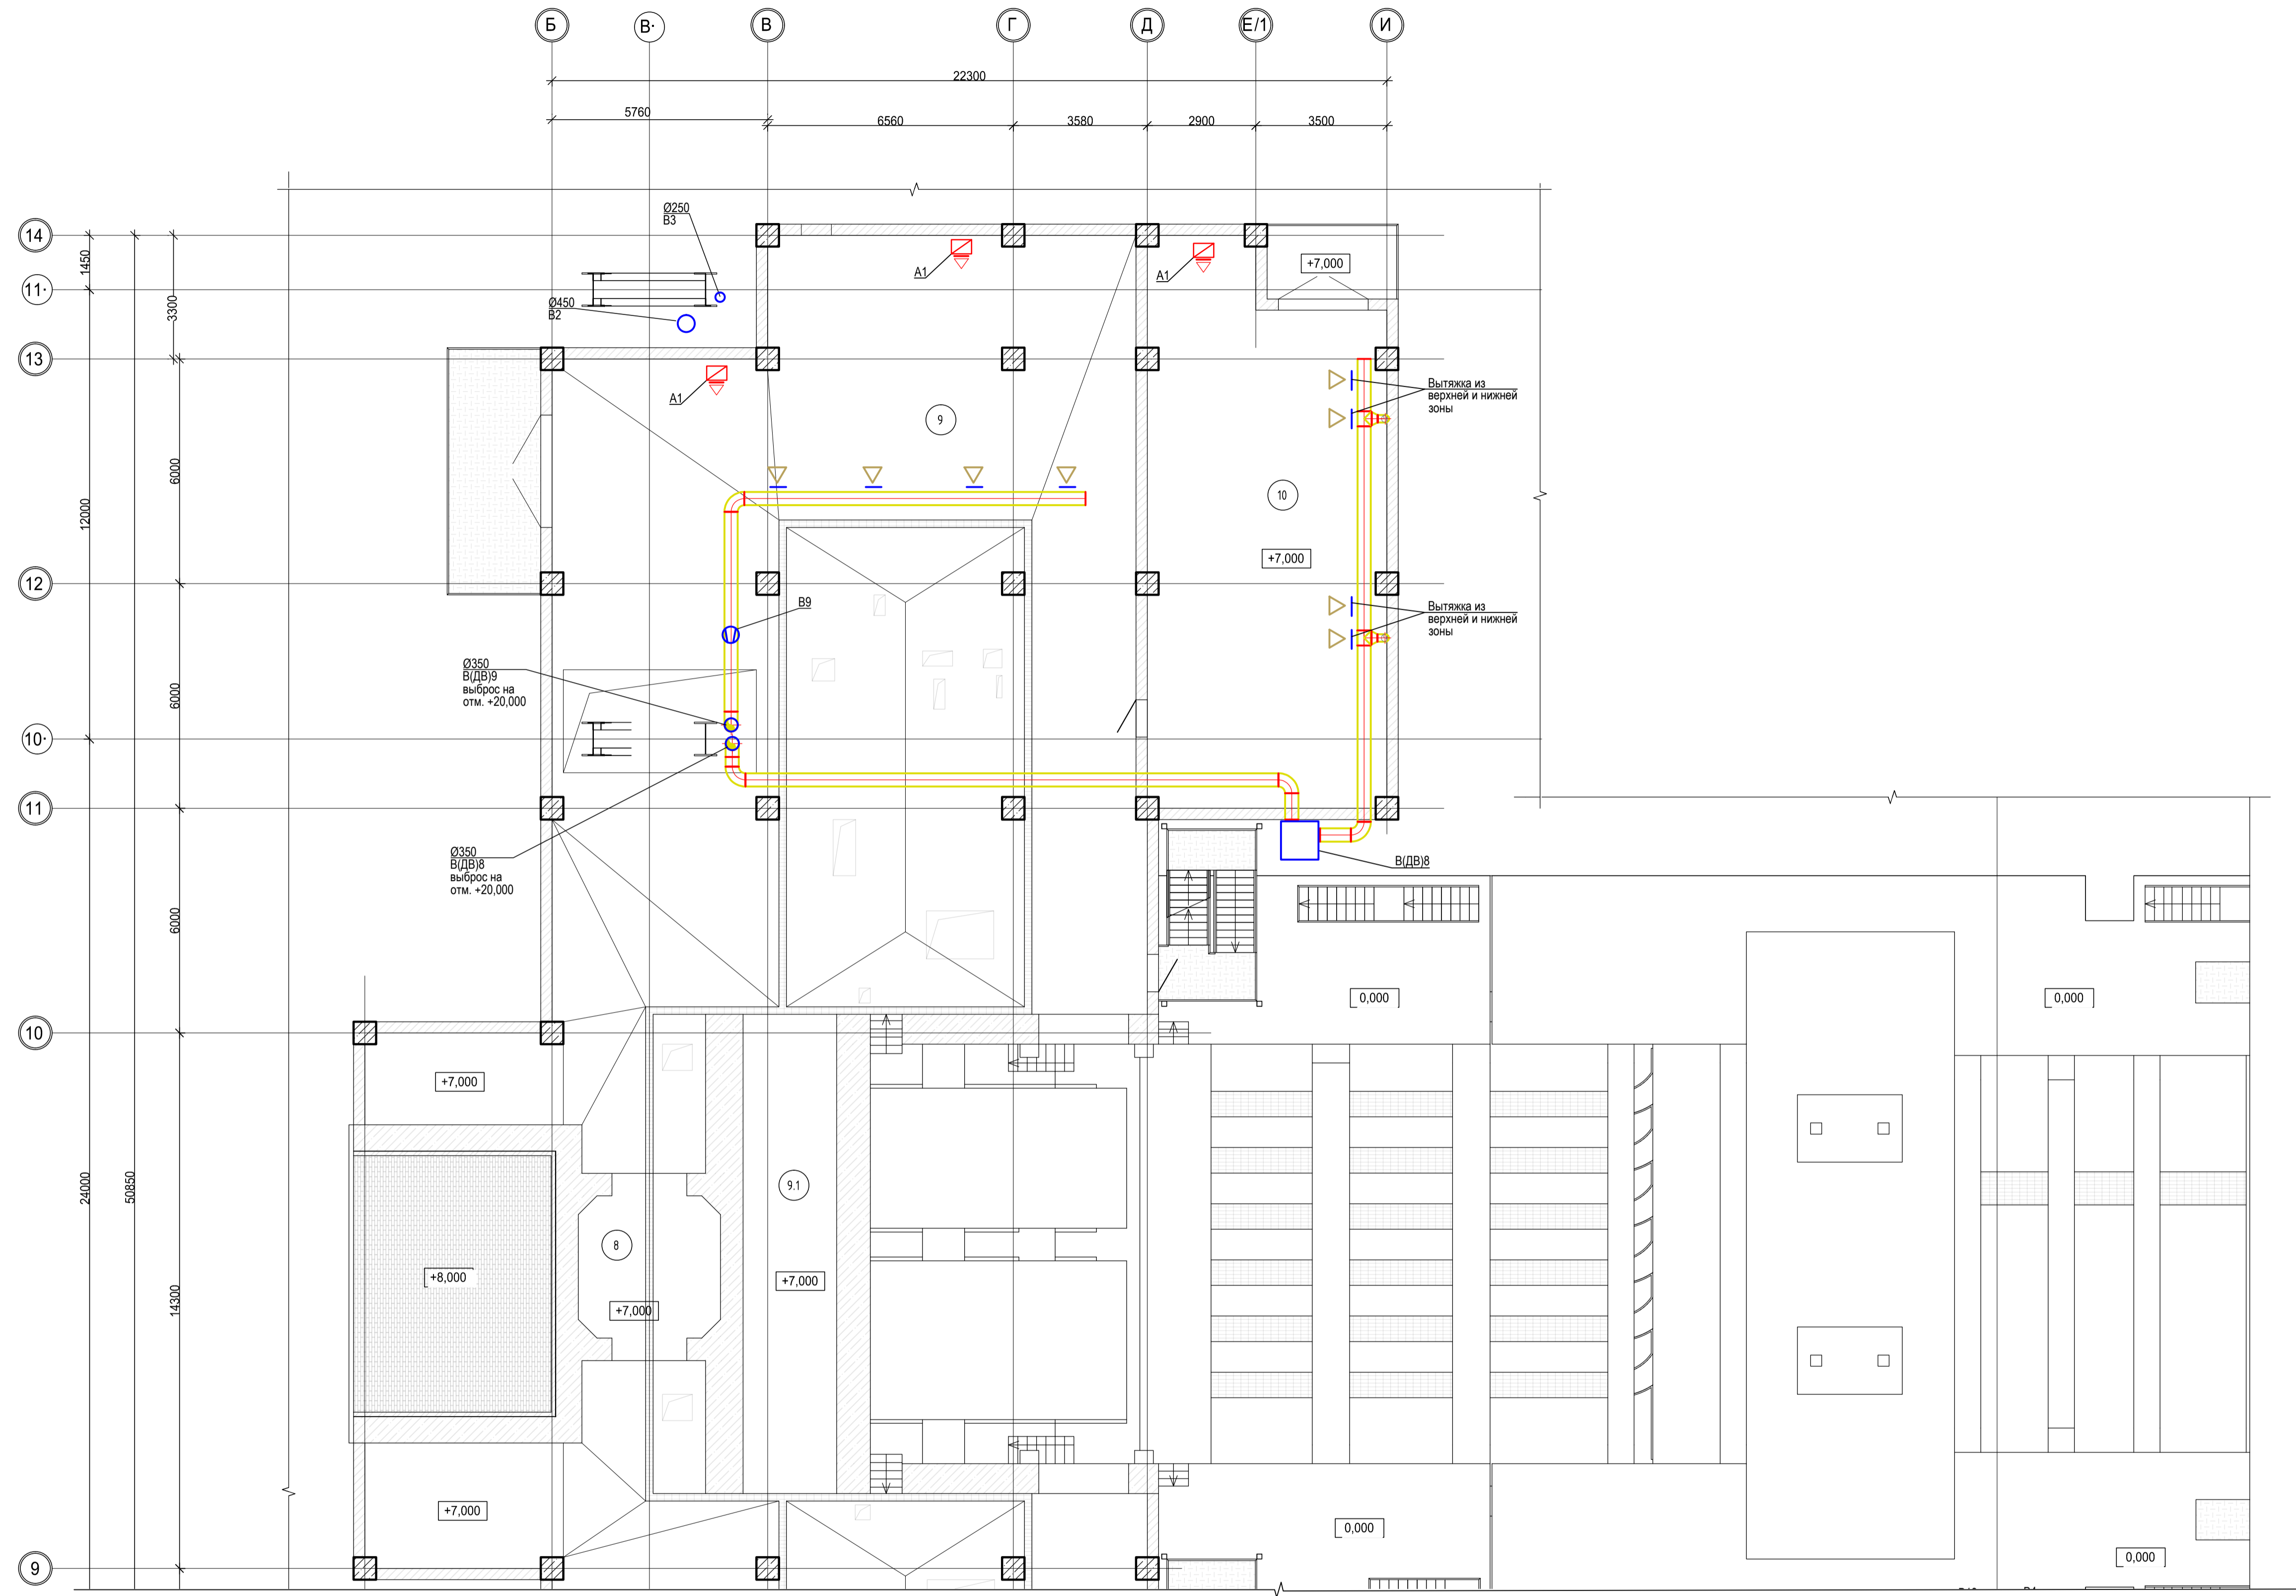 Б
В·
В
Г
Д
Е/1
И
22300
5760
6560
3580
2900
3500
14
11·
13
12
10·
11
10
9
1450
3300
12000
6000
6000
6000
24000
50850
14300
Ø250
В3
Ø450
В2
А1
А1
А1
+7,000
9
10
+7,000
Вытяжка из
верхней и нижней
зоны
Вытяжка из
верхней и нижней
зоны
В9
Ø350
В(ДВ)9
выброс на
отм. +20,000
Ø350
В(ДВ)8
выброс на
отм. +20,000
В(ДВ)8
0,000
0,000
+7,000
9.1
8
+8,000
+7,000
+7,000
+7,000
0,000
0,000